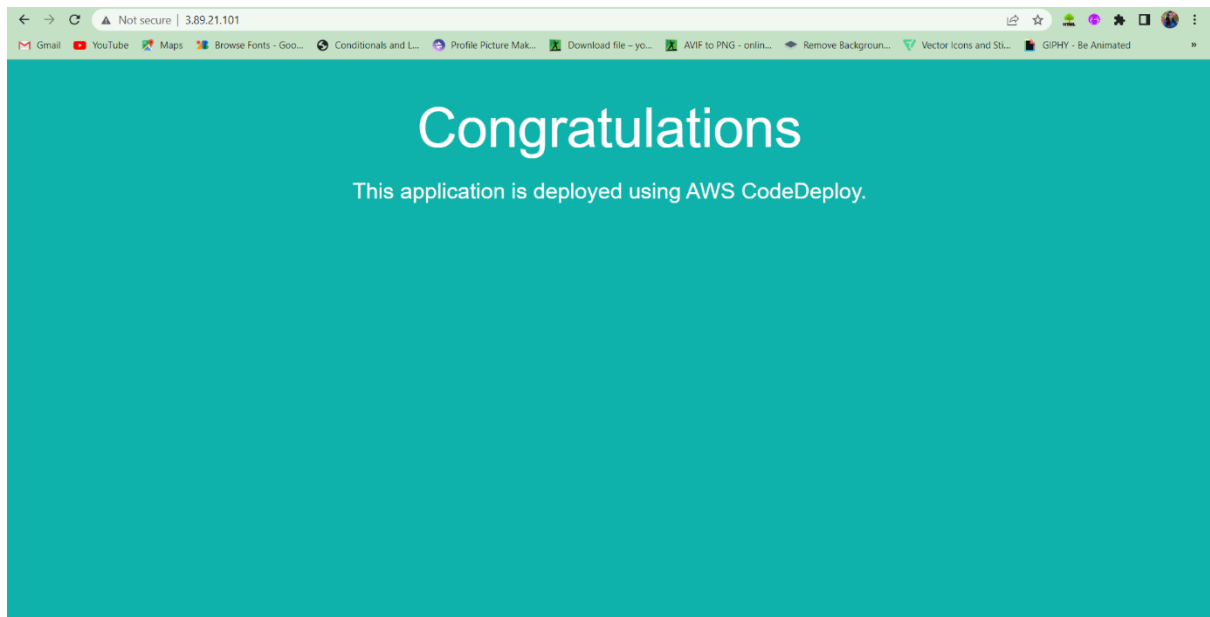 Not secure | 3.89.21.101
Gmail YouTube Maps Browse Fonts - Goo... Conditionals and L... Profile Picture Mak... Download file – yo... AVIF to PNG - onlin... Remove Backgroun... Vector Icons and Sti... GIPHY - Be Animated »
Congratulations
This application is deployed using AWS CodeDeploy.